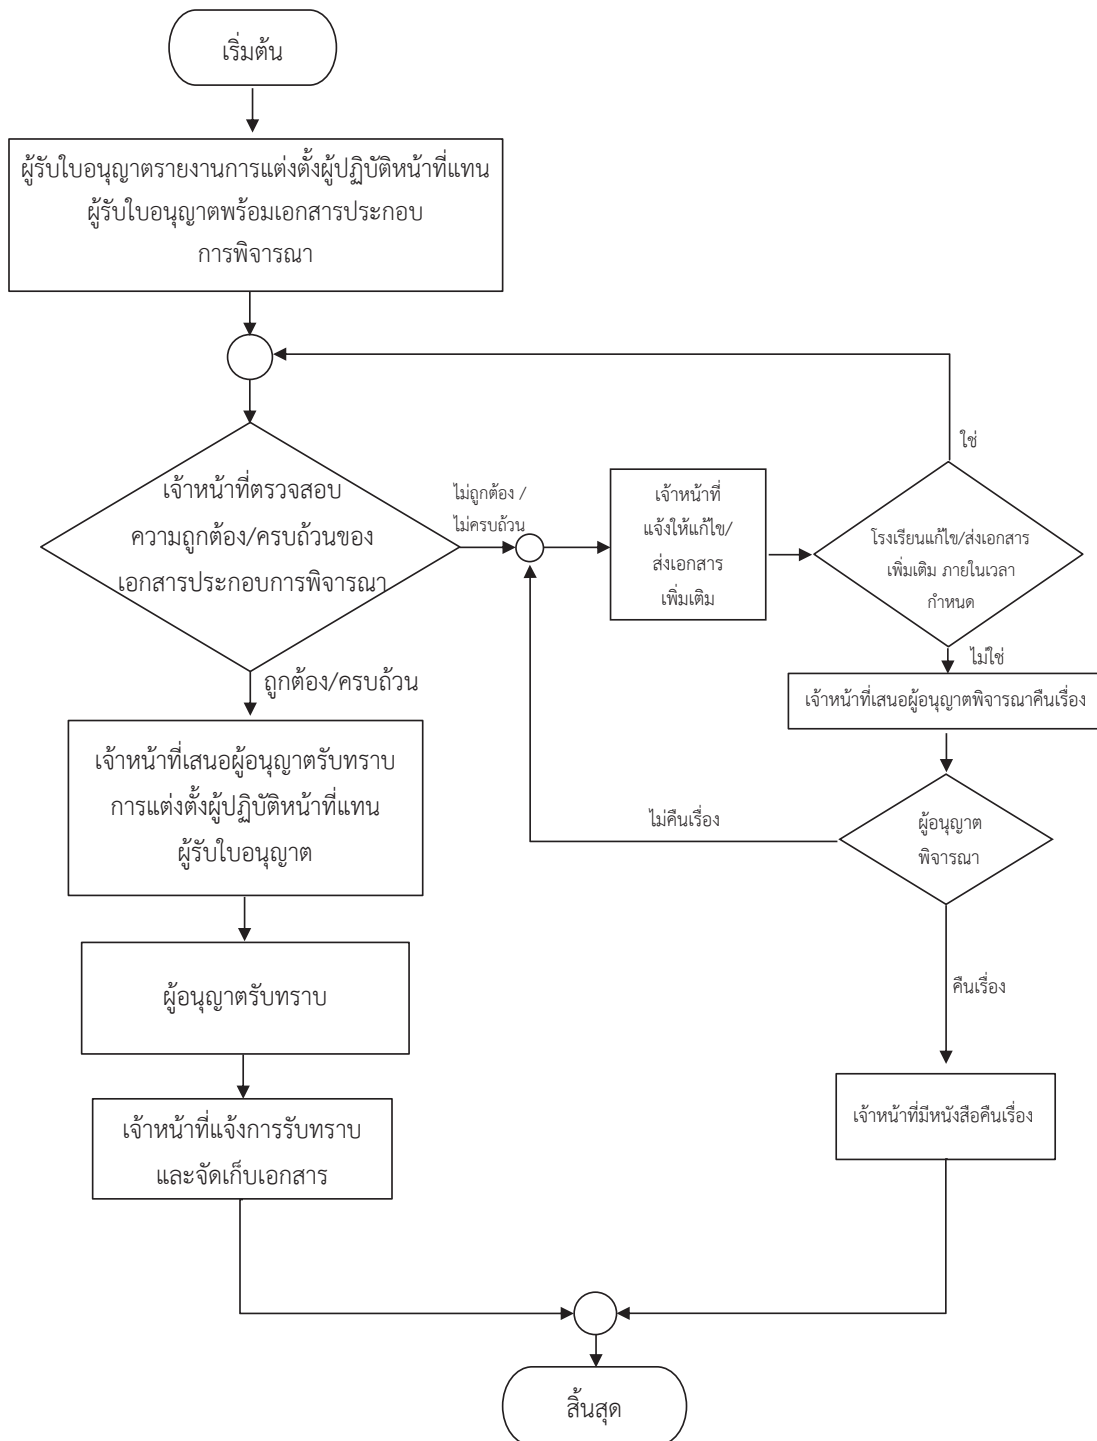 เริ่มต้น
ผู้รับใบอนุญาตรายงานการแต่งตั้งผู้ปฏิบัติหน้าที่แทน
ผู้รับใบอนุญาตพร้อมเอกสารประกอบ
การพิจารณา
ใช่
เจ้าหน้าที่ตรวจสอบ
ความถูกต้อง/ครบถ้วนของ
เอกสารประกอบการพิจารณา
ไม่ถูกต้อง /
ไม่ครบถ้วน
เจ้าหน้าที่
แจ้งให้แก้ไข/
ส่งเอกสาร
เพิ่มเติม
โรงเรียนแก้ไข/ส่งเอกสาร
เพิ่มเติม ภายในเวลา
กำหนด
ไม่ใช่
ถูกต้อง/ครบถ้วน
เจ้าหน้าที่เสนอผู้อนุญาตพิจารณาคืนเรื่อง
เจ้าหน้าที่เสนอผู้อนุญาตรับทราบ
การแต่งตั้งผู้ปฏิบัติหน้าที่แทน
ผู้รับใบอนุญาต
ไม่คืนเรื่อง
ผู้อนุญาต
พิจารณา
ผู้อนุญาตรับทราบ
คืนเรื่อง
เจ้าหน้าที่แจ้งการรับทราบ
และจัดเก็บเอกสาร
เจ้าหน้าที่มีหนังสือคืนเรื่อง
สิ้นสุด